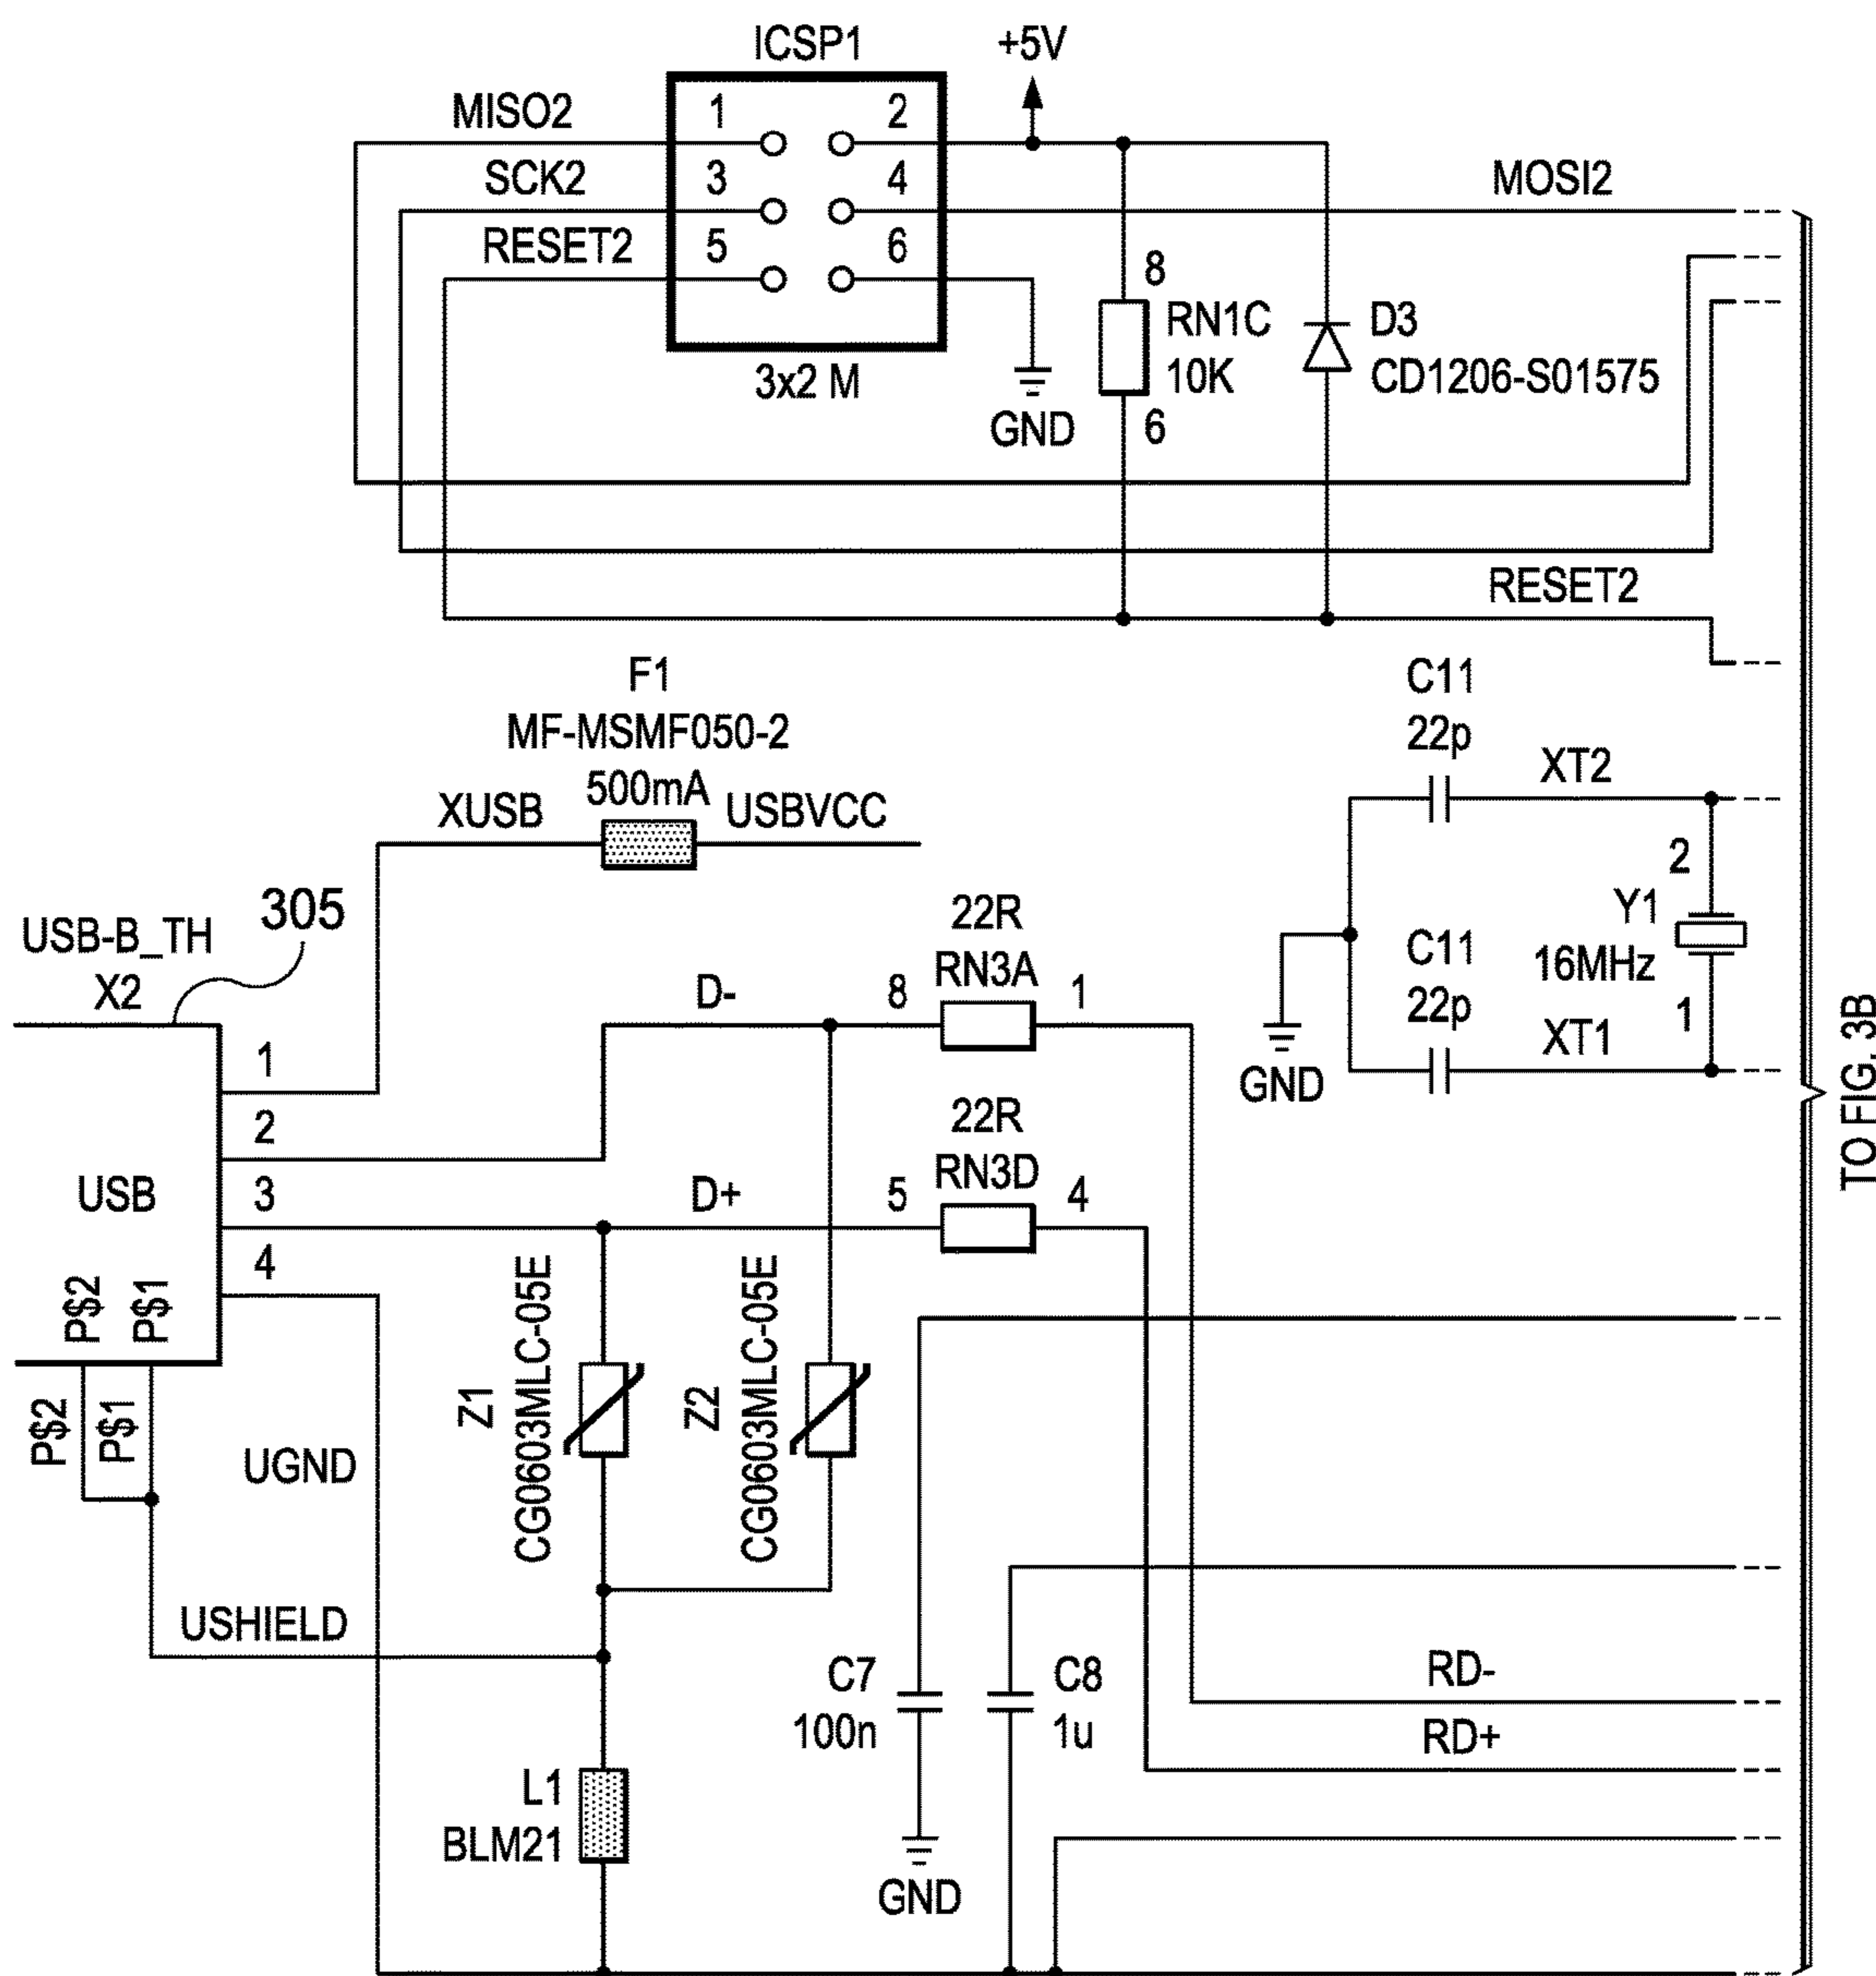 ICSP1
+5V
MISO2
1
2
SCK2
3
4
MOSI2
RESET2
5
6
8
RN1C
10K
D3
CD1206-S01575
3x2 M
GND
6
RESET2
F1
MF-MSMF050-2
500mA
XUSB
USBVCC
C11
22p
XT2
2
Y1
16MHz
C11
22p
1
XT1
GND
USB-B_TH
305
X2
22R
RN3A
D-
8
1
1
2
22R
RN3D
USB
3
D+
5
4
4
P$2
P$1
P$2
P$1
UGND
Z1
CG0603MLC-05E
Z2
CG0603MLC-05E
USHIELD
C7
100n
C8
1u
RD-
RD+
L1
BLM21
GND
TO FIG. 3B